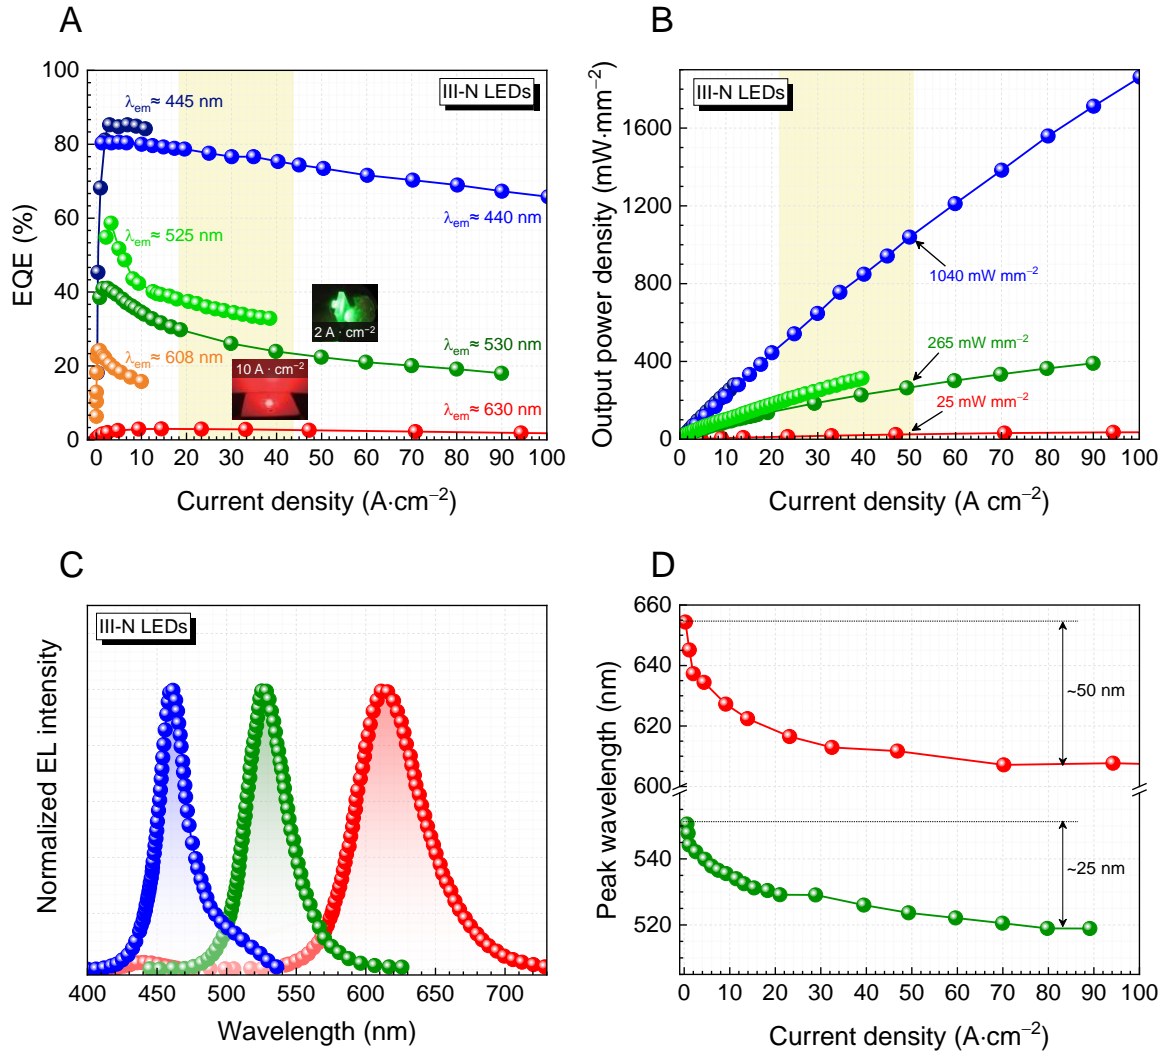 A
III-N LEDs
λem≈ 445 nm
λem≈ 440 nm
λem≈ 525 nm
2 A · cm−2
λem≈ 530 nm
λem≈ 608 nm
10 A · cm−2
λem≈ 630 nm
EQE (%)
100
80
60
40
20
0
0 10 20 30 40 50 60 70 80 90 100
Current density (A·cm−2)
B
III-N LEDs
1040 mW mm−2
265 mW mm−2
25 mW mm−2
Output power density (mW·mm−2)
1600
1200
800
400
0
0 10 20 30 40 50 60 70 80 90 100
Current density (A cm−2)
C
III-N LEDs
Normalized EL intensity
400 450 500 550 600 650 700
Wavelength (nm)
D
Peak wavelength (nm)
660
640
620
600
540
520
~50 nm
~25 nm
0 10 20 30 40 50 60 70 80 90 100
Current density (A·cm−2)